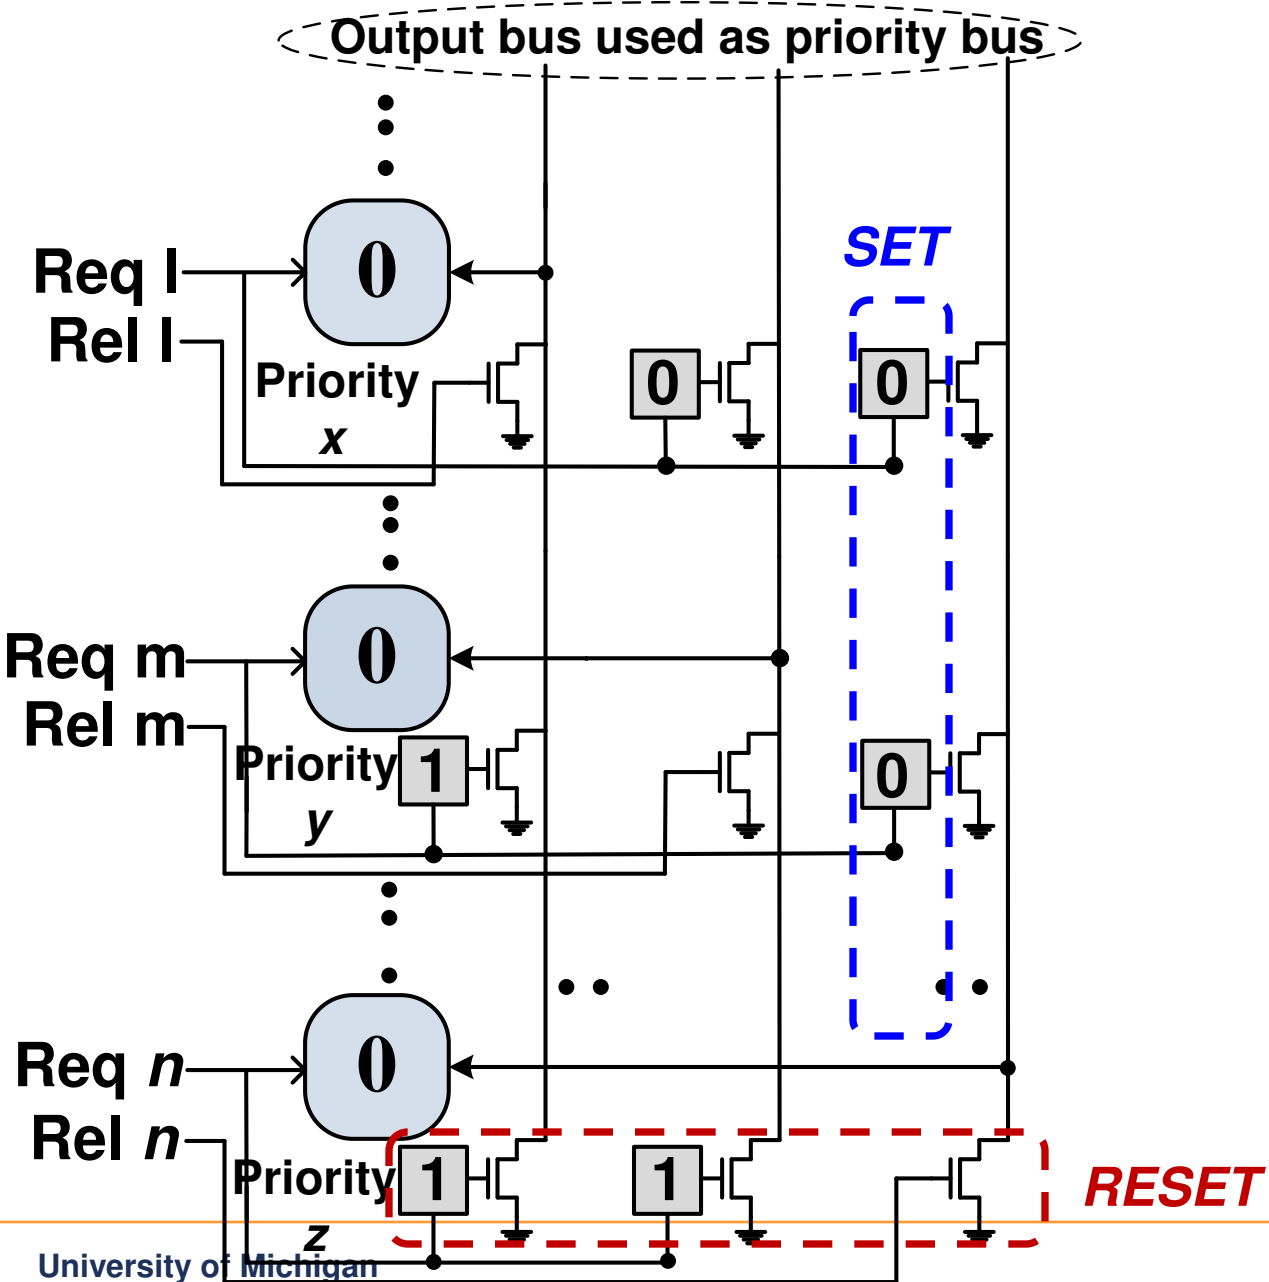 Output bus used as priority bus
SET
Req l
0
Rel l
Priority
x
0
0
Req m
0
Rel m
Priority
y
1
0
Req n
0
Rel n
Priority
z
1
1
RESET
University of Michigan